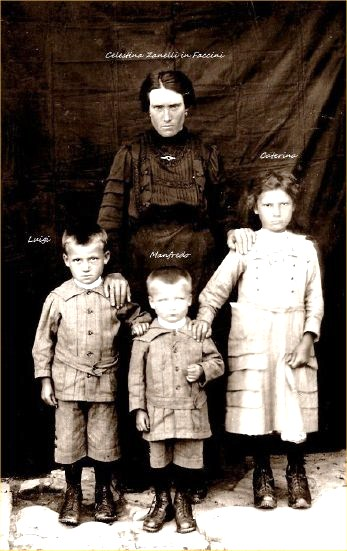 Celestina Zanelli in Faccini
Caterina
Luigi
Manfredo